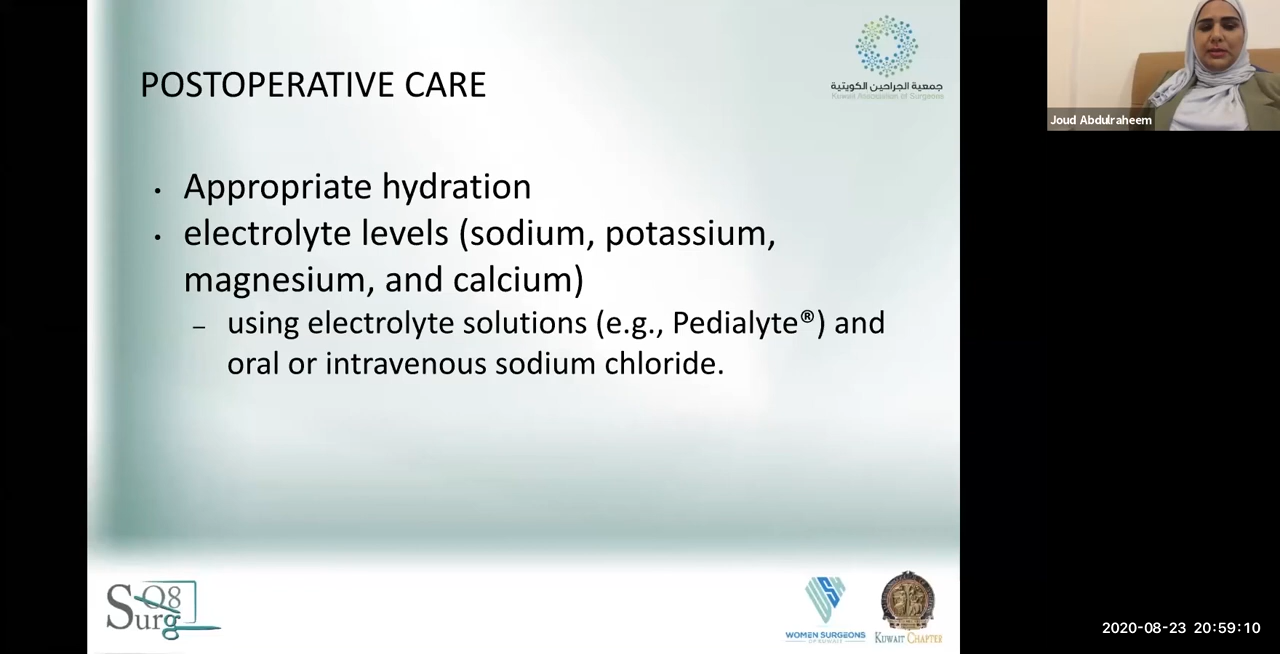 POSTOPERATIVE CARE
جمعية الجراحين الكويتية
Kuwait Association of Surgeons
Joud Abdulraheem
• Appropriate hydration
• electrolyte levels (sodium, potassium,
magnesium, and calcium)
– using electrolyte solutions (e.g., Pedialyte®) and
oral or intravenous sodium chloride.
Q8
Surg
WOMEN SURGEONS
OF KUWAIT
KUWAIT CHAPTER
2020-08-23 20:59:10